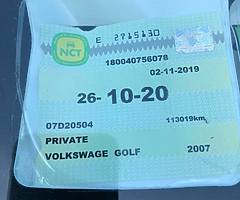 E 2715130
NCT
180040756078
02-11-2019
26- 10-20
07D20504 113019km
PRIVATE
VOLKSWAGE GOLF 2007